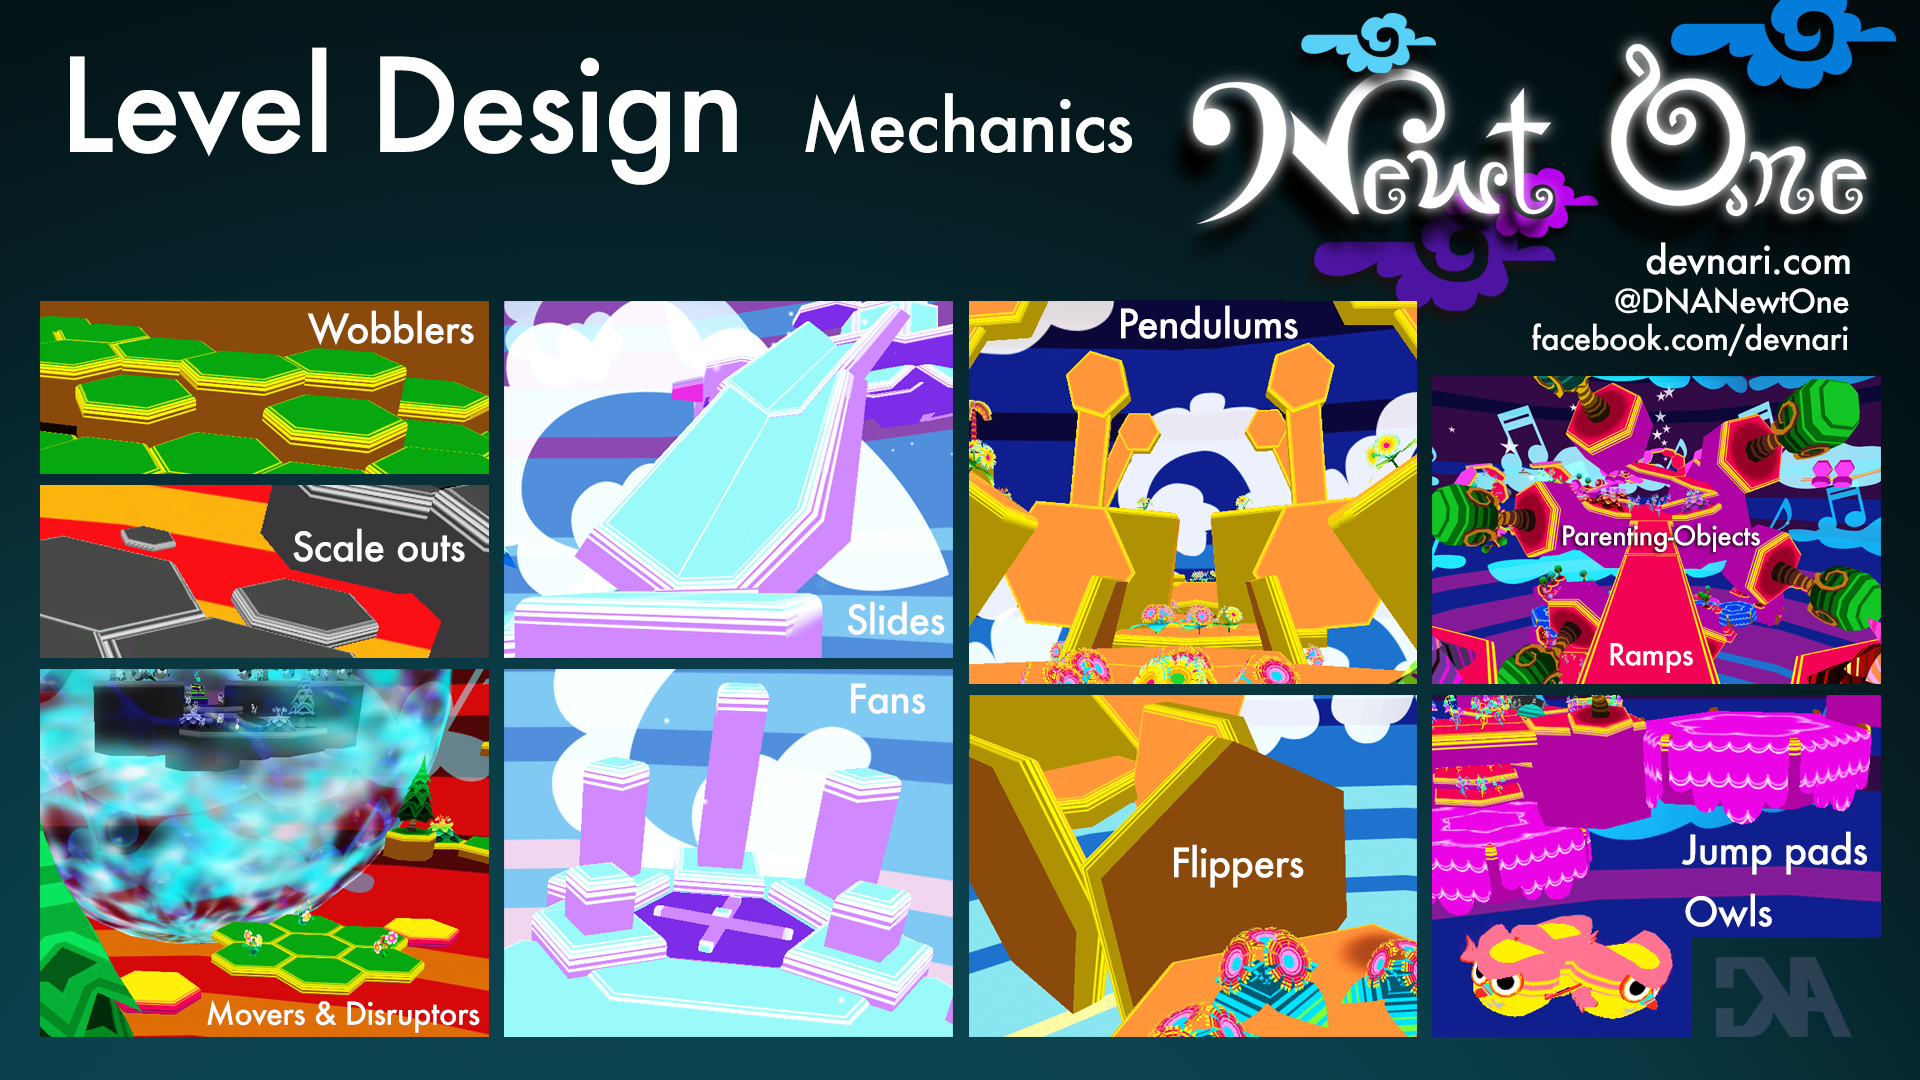 Level Design Mechanics
Newt One
devnari.com
@DNANewtOne
facebook.com/devnari
Wobblers
Scale outs
Movers & Disruptors
Slides
Fans
Pendulums
Flippers
Parenting-Objects
Ramps
Jump pads
Owls
DNA